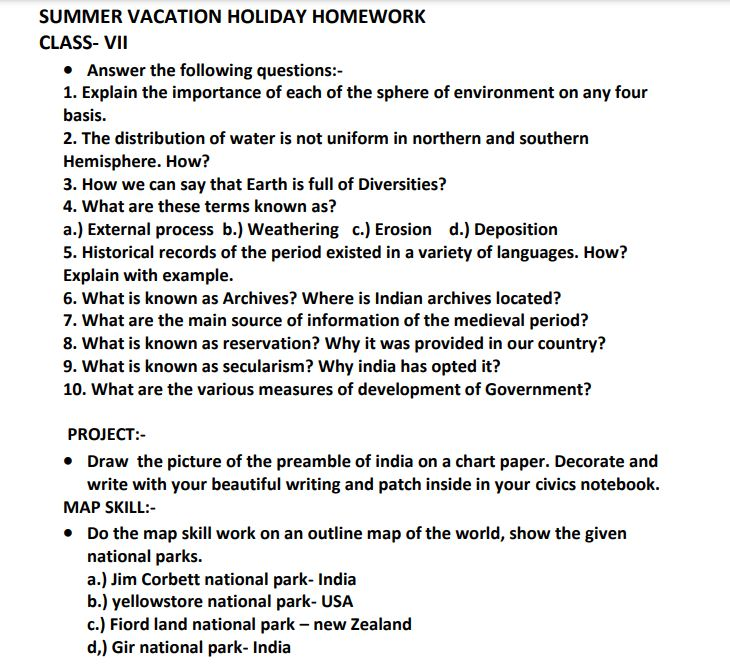 SUMMER VACATION HOLIDAY HOMEWORK
CLASS- VII
• Answer the following questions:-
1. Explain the importance of each of the sphere of environment on any four
basis.
2. The distribution of water is not uniform in northern and southern
Hemisphere. How?
3. How we can say that Earth is full of Diversities?
4. What are these terms known as?
a.) External process b.) Weathering c.) Erosion d.) Deposition
5. Historical records of the period existed in a variety of languages. How?
Explain with example.
6. What is known as Archives? Where is Indian archives located?
7. What are the main source of information of the medieval period?
8. What is known as reservation? Why it was provided in our country?
9. What is known as secularism? Why india has opted it?
10. What are the various measures of development of Government?
PROJECT:-
• Draw the picture of the preamble of india on a chart paper. Decorate and
write with your beautiful writing and patch inside in your civics notebook.
MAP SKILL:-
• Do the map skill work on an outline map of the world, show the given
national parks.
a.) Jim Corbett national park- India
b.) yellowstore national park- USA
c.) Fiord land national park – new Zealand
d,) Gir national park- India